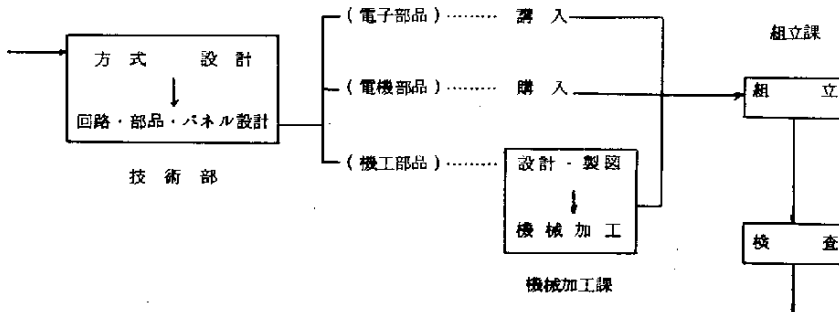 (電子部品)‥‥‥ 講入
組立課
方式 設計
(電機部品)‥‥‥ 購入
組 立
回路・部品・パネル設計
(機工部品)‥‥‥ 設計・製図
技術部
機械加工
検 査
機械加工課